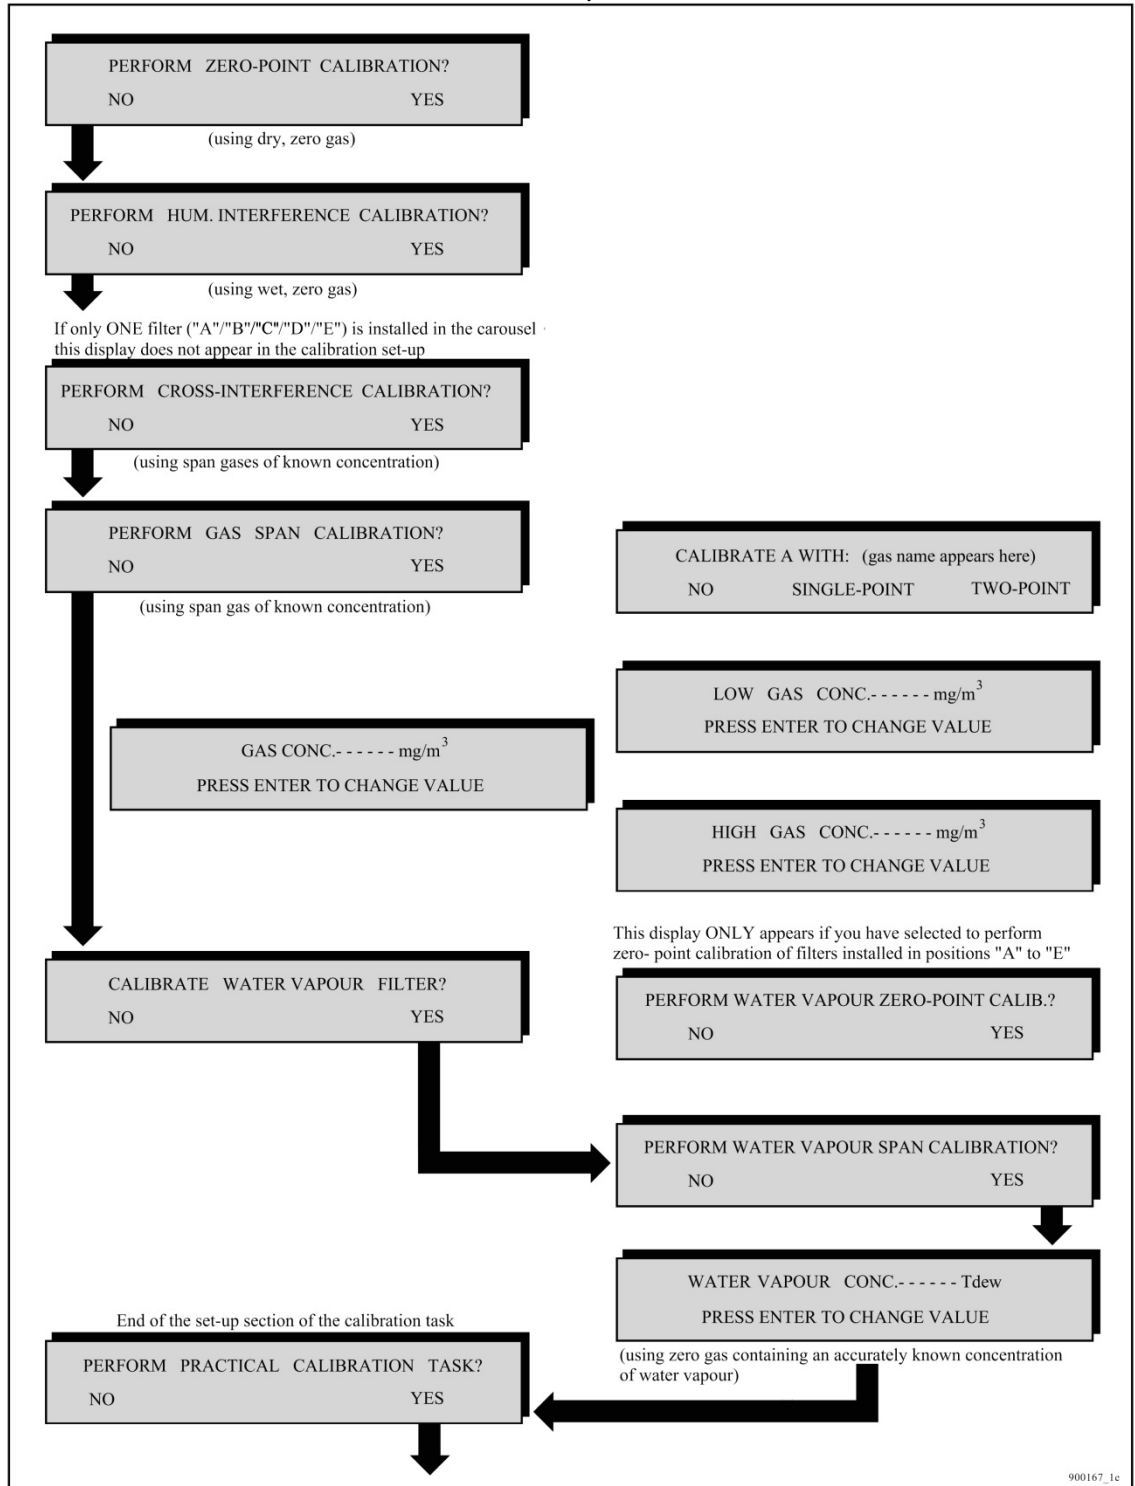 PERFORM ZERO-POINT CALIBRATION?
NO YES
(using dry, zero gas)
PERFORM HUM. INTERFERENCE CALIBRATION?
NO YES
(using wet, zero gas)
If only ONE filter ("A"/"B"/"C"/"D"/"E") is installed in the carousel
this display does not appear in the calibration set-up
PERFORM CROSS-INTERFERENCE CALIBRATION?
NO YES
(using span gases of known concentration)
PERFORM GAS SPAN CALIBRATION?
NO YES
(using span gas of known concentration)
CALIBRATE A WITH: (gas name appears here)
NO SINGLE-POINT TWO-POINT
LOW GAS CONC.- - - - - - mg/m³
PRESS ENTER TO CHANGE VALUE
GAS CONC.- - - - - - mg/m³
PRESS ENTER TO CHANGE VALUE
HIGH GAS CONC.- - - - - - mg/m³
PRESS ENTER TO CHANGE VALUE
This display ONLY appears if you have selected to perform
zero- point calibration of filters installed in positions "A" to "E"
CALIBRATE WATER VAPOUR FILTER?
NO YES
PERFORM WATER VAPOUR ZERO-POINT CALIB.?
NO YES
PERFORM WATER VAPOUR SPAN CALIBRATION?
NO YES
WATER VAPOUR CONC.- - - - - - Tdew
PRESS ENTER TO CHANGE VALUE
(using zero gas containing an accurately known concentration
of water vapour)
End of the set-up section of the calibration task
PERFORM PRACTICAL CALIBRATION TASK?
NO YES
900167_1e